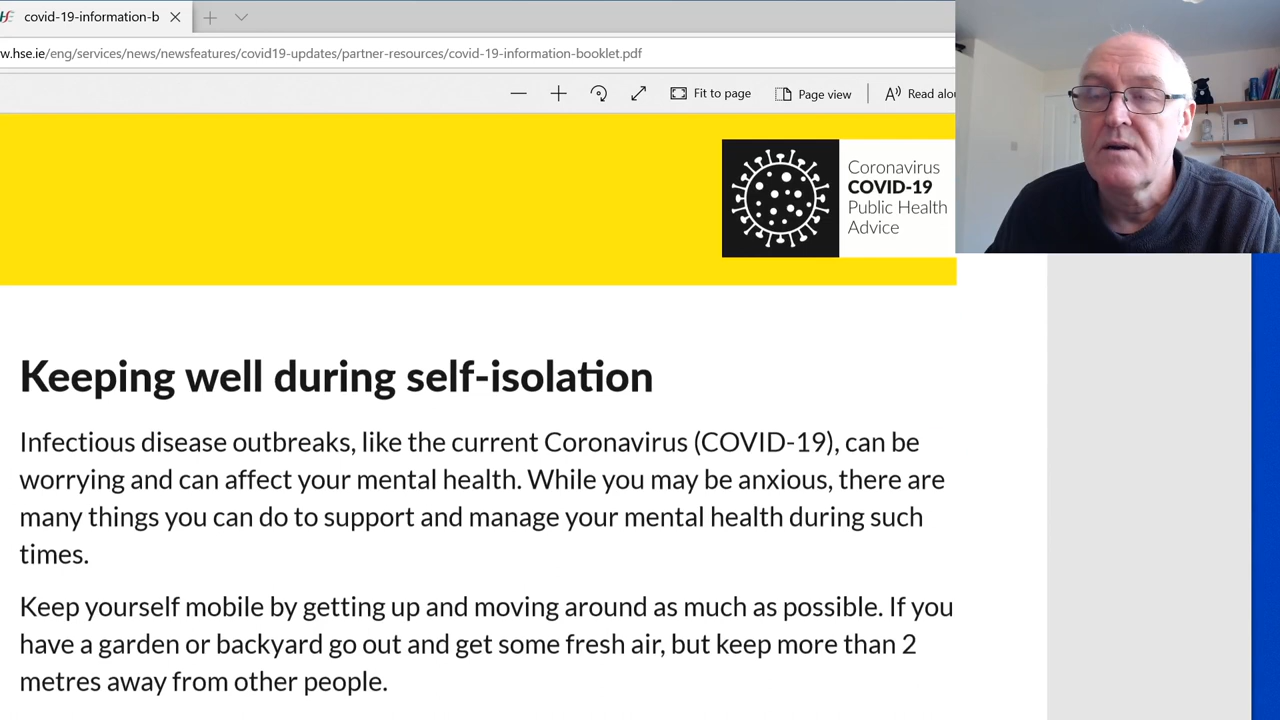 covid-19-information-b
w.hse.ie/eng/services/news/newsfeatures/covid19-updates/partner-resources/covid-19-information-booklet.pdf
Fit to page
Page view
Read alou
Coronavirus
COVID-19
Public Health
Advice
Keeping well during self-isolation
Infectious disease outbreaks, like the current Coronavirus (COVID-19), can be
worrying and can affect your mental health. While you may be anxious, there are
many things you can do to support and manage your mental health during such
times.
Keep yourself mobile by getting up and moving around as much as possible. If you
have a garden or backyard go out and get some fresh air, but keep more than 2
metres away from other people.